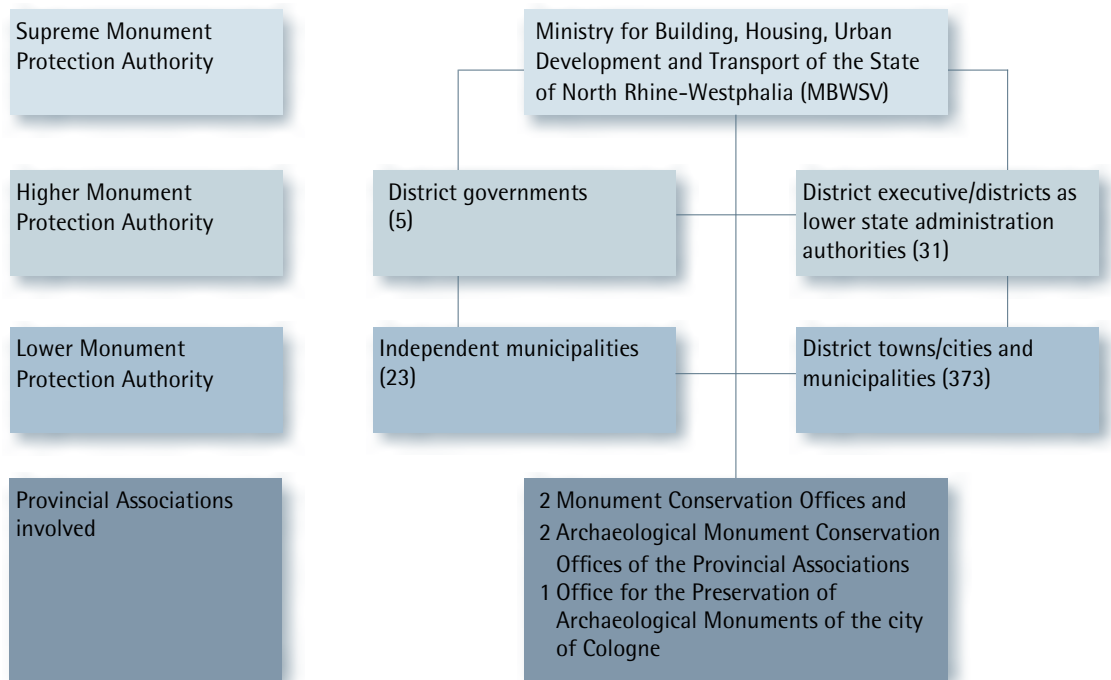 Supreme Monument
Protection Authority
Ministry for Building, Housing, Urban
Development and Transport of the State
of North Rhine-Westphalia (MBWSV)
Higher Monument
Protection Authority
District governments
(5)
District executive/districts as
lower state administration
authorities (31)
Lower Monument
Protection Authority
Independent municipalities
(23)
District towns/cities and
municipalities (373)
Provincial Associations
involved
2 Monument Conservation Offices and
2 Archaeological Monument Conservation
Offices of the Provincial Associations
1 Office for the Preservation of
Archaeological Monuments of the city
of Cologne